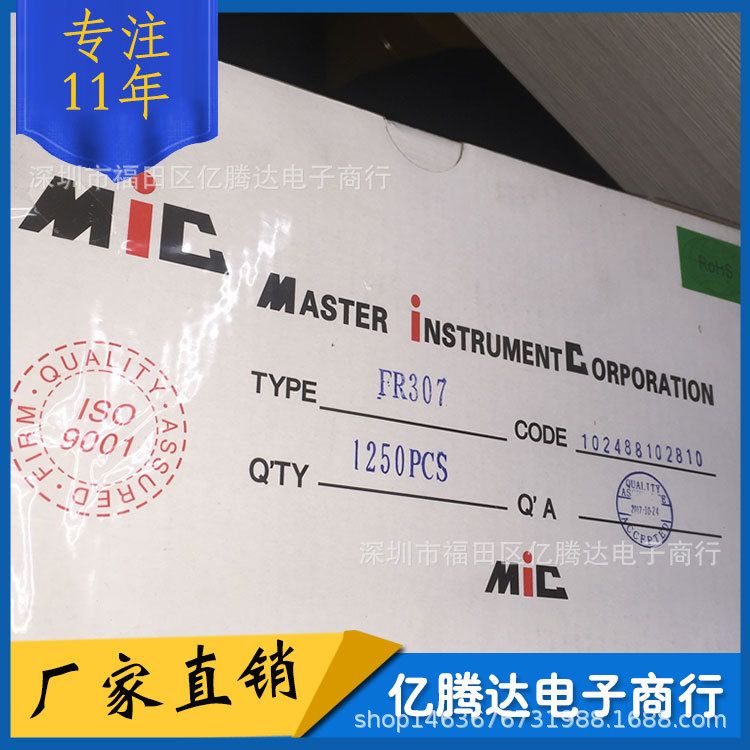 专注
11年
深圳市福田区亿腾达电子商行
MiC
RoHS
MASTER iNSTRUMENT CORPORATION
TYPE FR307
CODE 102488102810
Q'TY 1250PCS
Q'A
QUALITY
2017-10-24
ACCEPTED
FIRM · QUALITY · ASSURED
ISO
9001
深圳市福田区亿腾达电子商行
MiC
厂家直销
亿腾达电子商行
shop1463676731988.1688.com